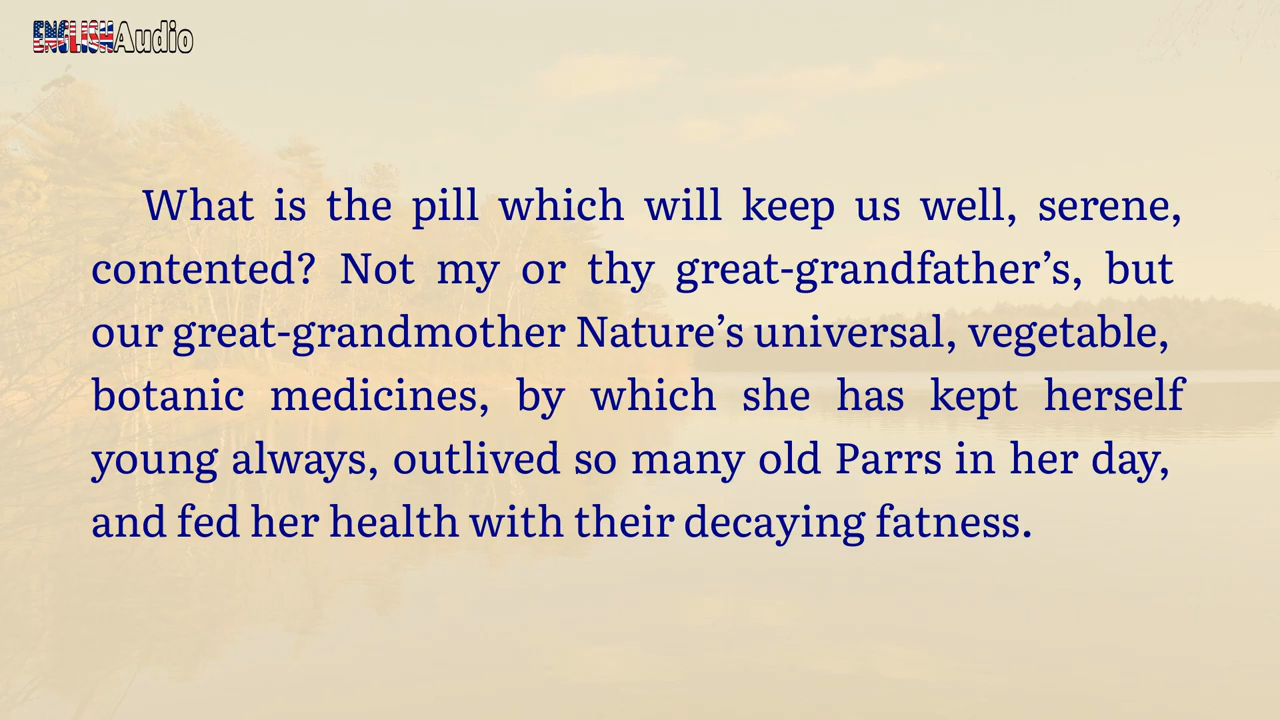 ENGLISHAudio
What is the pill which will keep us well, serene,
contented? Not my or thy great-grandfather’s, but
our great-grandmother Nature’s universal, vegetable,
botanic medicines, by which she has kept herself
young always, outlived so many old Parrs in her day,
and fed her health with their decaying fatness.